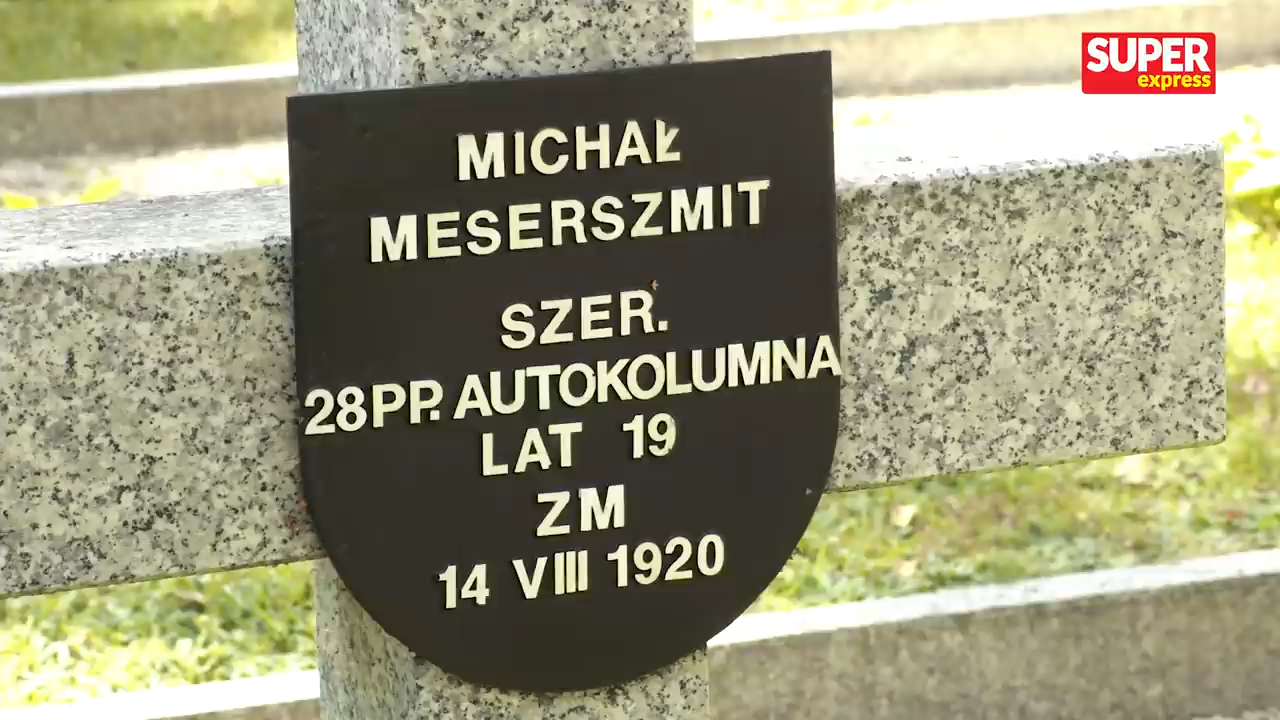 SUPER
express
MICHAŁ
MESERSZMIT
SZER.
28PP. AUTOKOLUMNA
LAT 19
ZM
14 VIII 1920